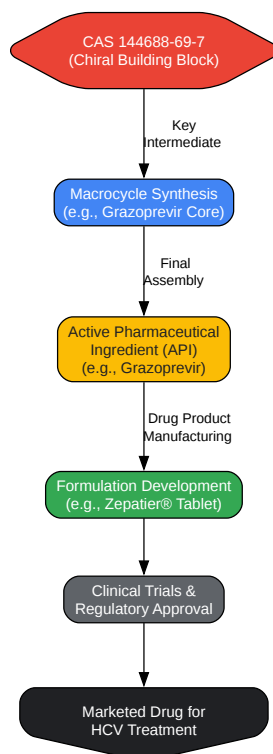 CAS 144688-69-7
(Chiral Building Block)
Key
Intermediate
Macrocycle Synthesis
(e.g., Grazoprevir Core)
Final
Assembly
Active Pharmaceutical
Ingredient (API)
(e.g., Grazoprevir)
Drug Product
Manufacturing
Formulation Development
(e.g., Zepatier® Tablet)
Clinical Trials &
Regulatory Approval
Marketed Drug for
HCV Treatment